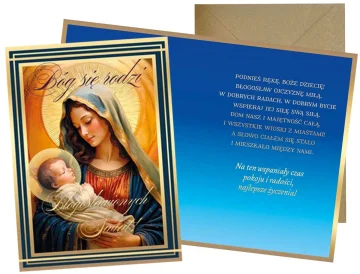 Bóg się rodzi
Błogosławionych
Świąt
PODNIEŚ RĘKĘ, BOŻE DZIECIĘ!
BŁOGOSŁAW OJCZYZNĘ MIŁĄ,
W DOBRYCH RADACH, W DOBRYM BYCIE
WSPIERAJ JEJ SIŁĘ SWĄ SIŁĄ.
DOM NASZ I MAJĘTNOŚĆ CAŁĄ,
I WSZYSTKIE WIOSKI Z MIASTAMI!
A SŁOWO CIAŁEM SIĘ STAŁO
I MIESZKAŁO MIĘDZY NAMI.
Na ten wspaniały czas
pokoju i radości,
najlepsze życzenia!